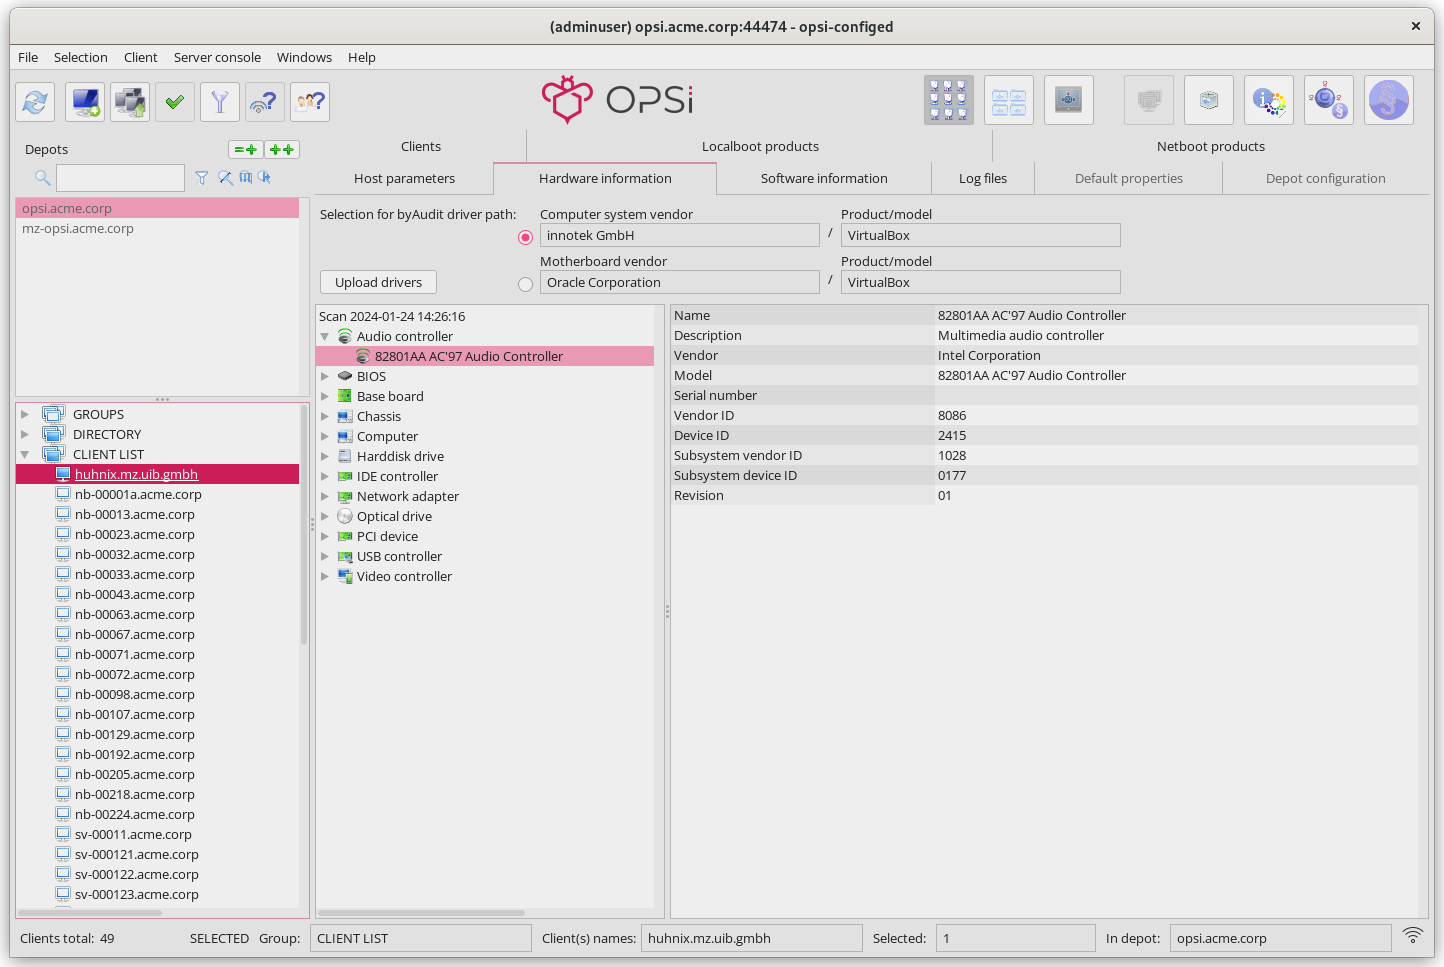 (adminuser) opsi.acme.corp:44474 - opsi-configed
File Selection Client Server console Windows Help
OPSi
Depots
Clients Localboot products Netboot products
Host parameters Hardware information Software information Log files Default properties Depot configuration
opsi.acme.corp
mz-opsi.acme.corp
GROUPS
DIRECTORY
CLIENT LIST
huhnix.mz.uib.gmbh
nb-00001a.acme.corp
nb-00013.acme.corp
nb-00023.acme.corp
nb-00032.acme.corp
nb-00033.acme.corp
nb-00043.acme.corp
nb-00063.acme.corp
nb-00067.acme.corp
nb-00071.acme.corp
nb-00072.acme.corp
nb-00098.acme.corp
nb-00107.acme.corp
nb-00129.acme.corp
nb-00192.acme.corp
nb-00205.acme.corp
nb-00218.acme.corp
nb-00224.acme.corp
sv-00011.acme.corp
sv-000121.acme.corp
sv-000122.acme.corp
sv-000123.acme.corp
Selection for byAudit driver path: Computer system vendor Product/model
innotek GmbH / VirtualBox
Motherboard vendor Product/model
Upload drivers Oracle Corporation / VirtualBox
Scan 2024-01-24 14:26:16
Audio controller
82801AA AC'97 Audio Controller
BIOS
Base board
Chassis
Computer
Harddisk drive
IDE controller
Network adapter
Optical drive
PCI device
USB controller
Video controller
Name 82801AA AC'97 Audio Controller
Description Multimedia audio controller
Vendor Intel Corporation
Model 82801AA AC'97 Audio Controller
Serial number
Vendor ID 8086
Device ID 2415
Subsystem vendor ID 1028
Subsystem device ID 0177
Revision 01
Clients total: 49 SELECTED Group: CLIENT LIST Client(s) names: huhnix.mz.uib.gmbh Selected: 1 In depot: opsi.acme.corp